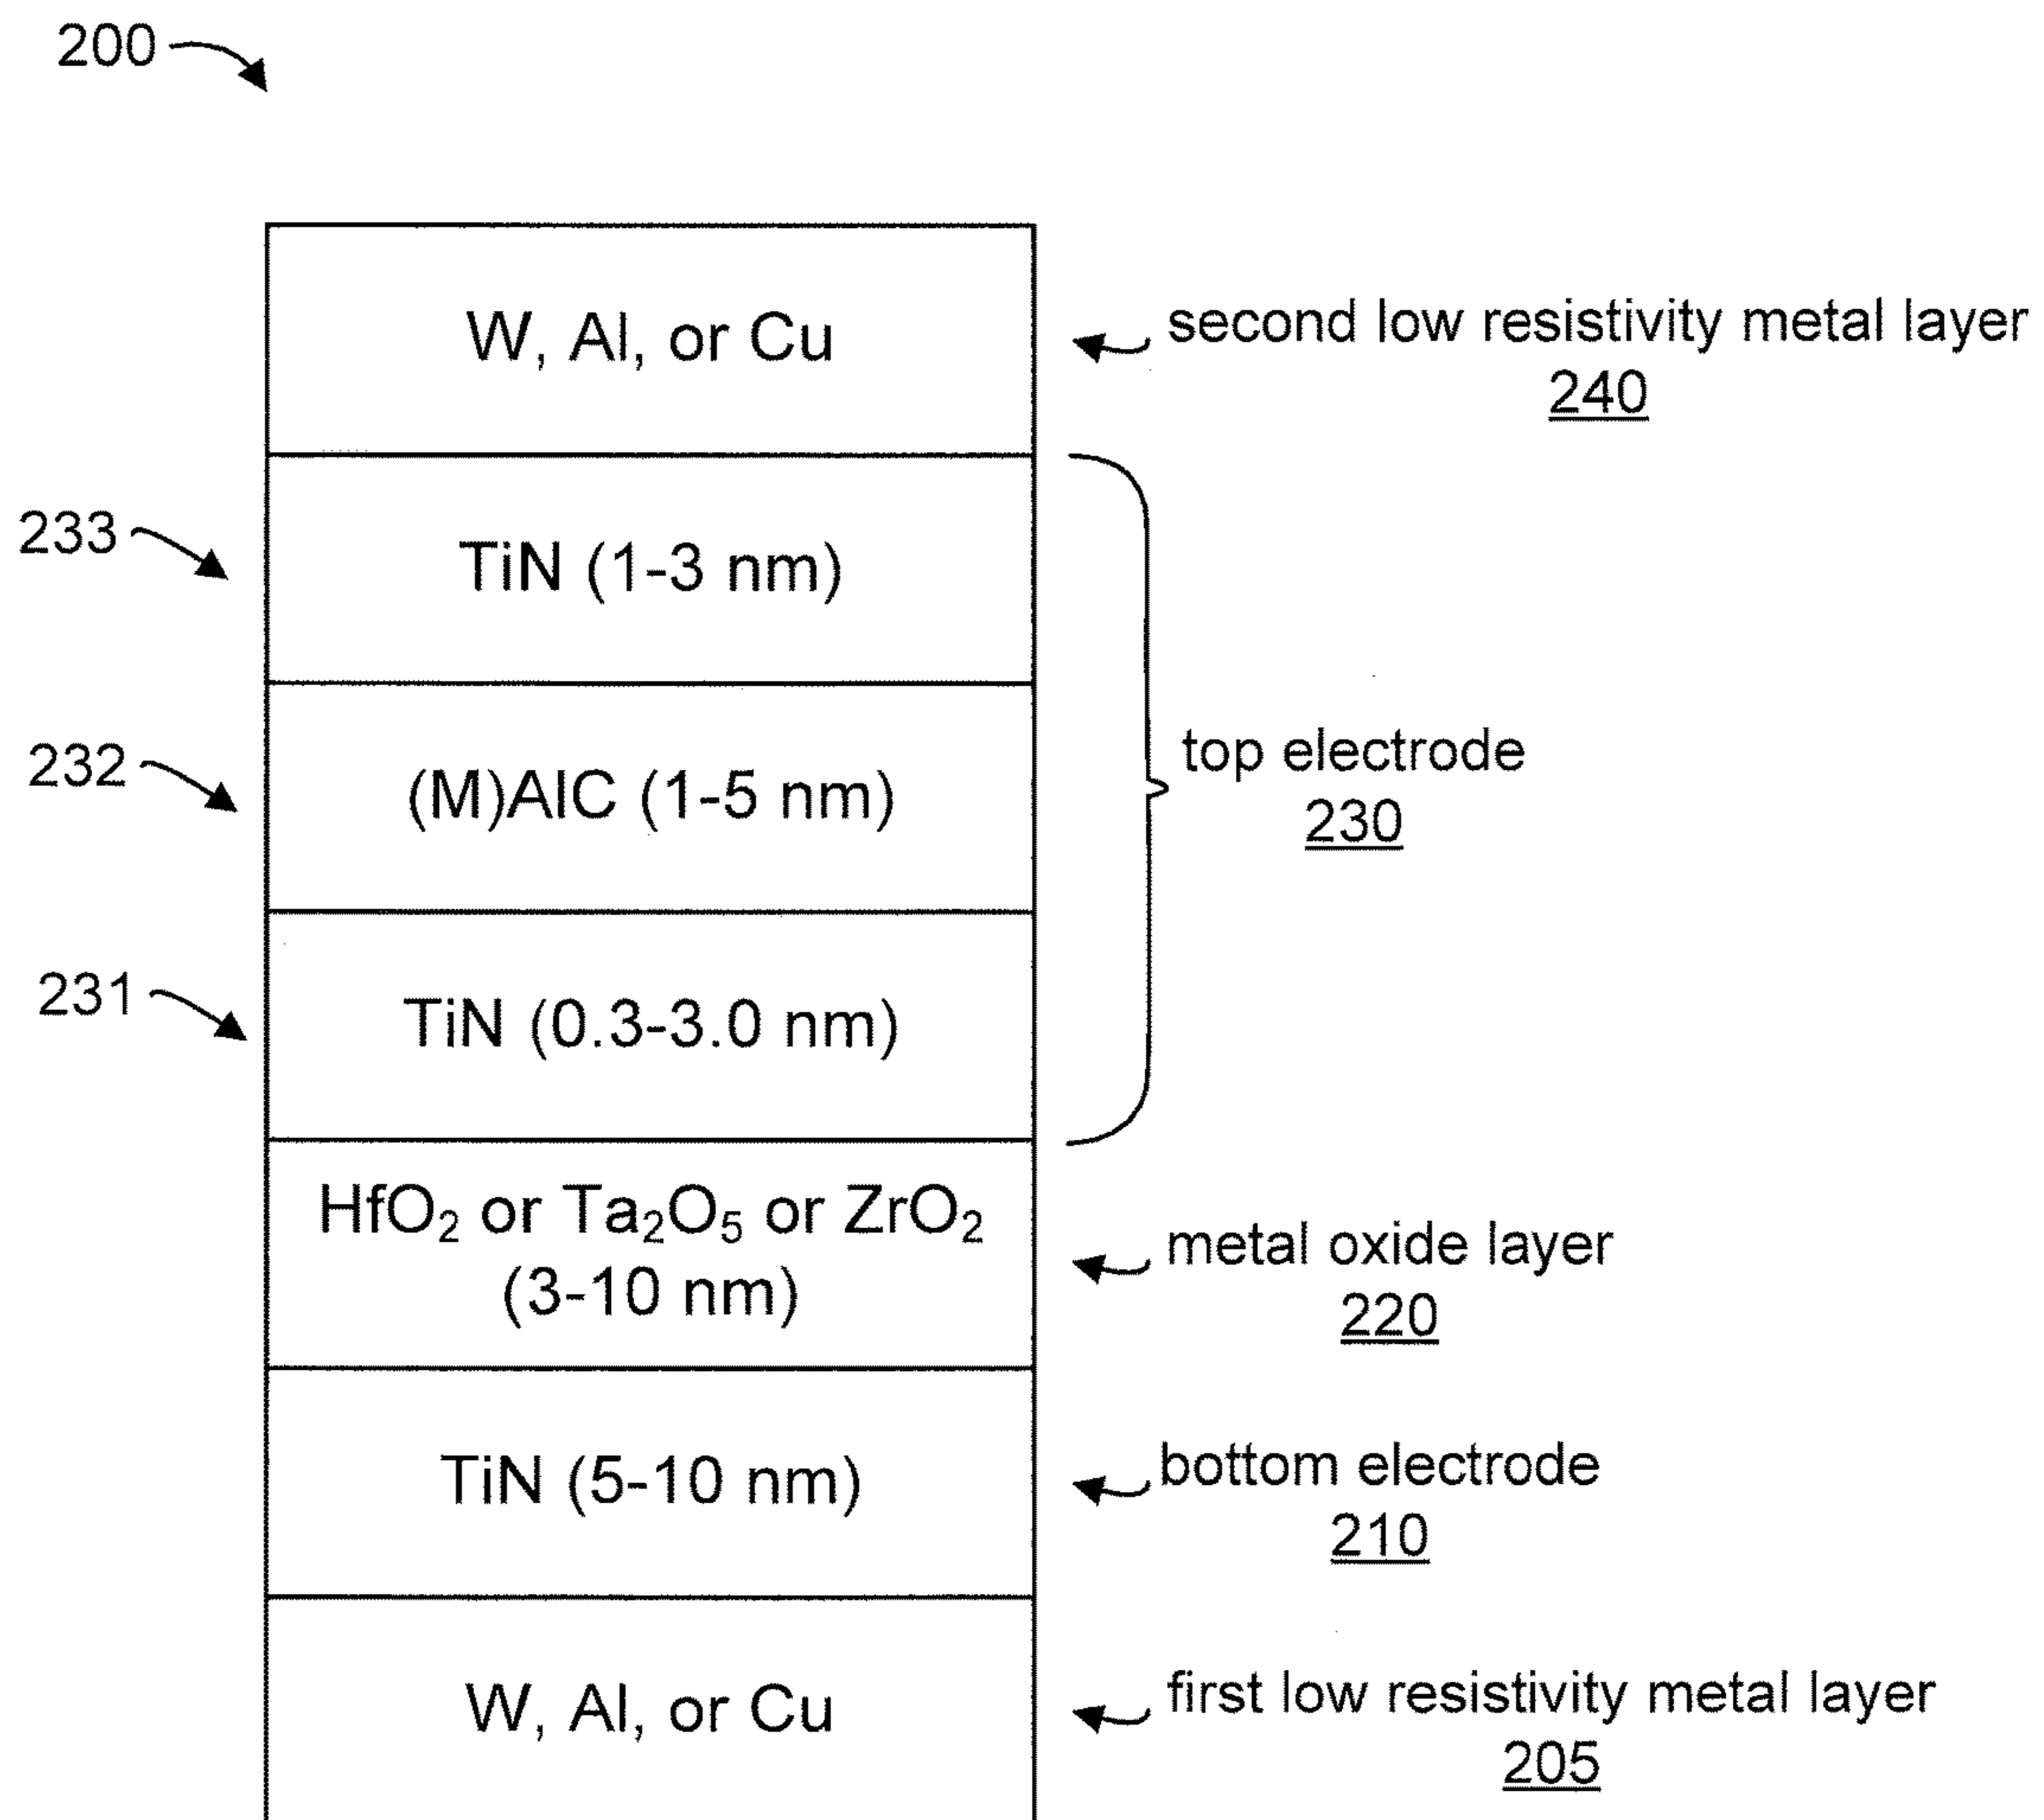 200
W, Al, or Cu
second low resistivity metal layer
240
233
TiN (1-3 nm)
232
(M)AlC (1-5 nm)
top electrode
230
231
TiN (0.3-3.0 nm)
HfO₂ or Ta₂O₅ or ZrO₂
(3-10 nm)
metal oxide layer
220
TiN (5-10 nm)
bottom electrode
210
W, Al, or Cu
first low resistivity metal layer
205